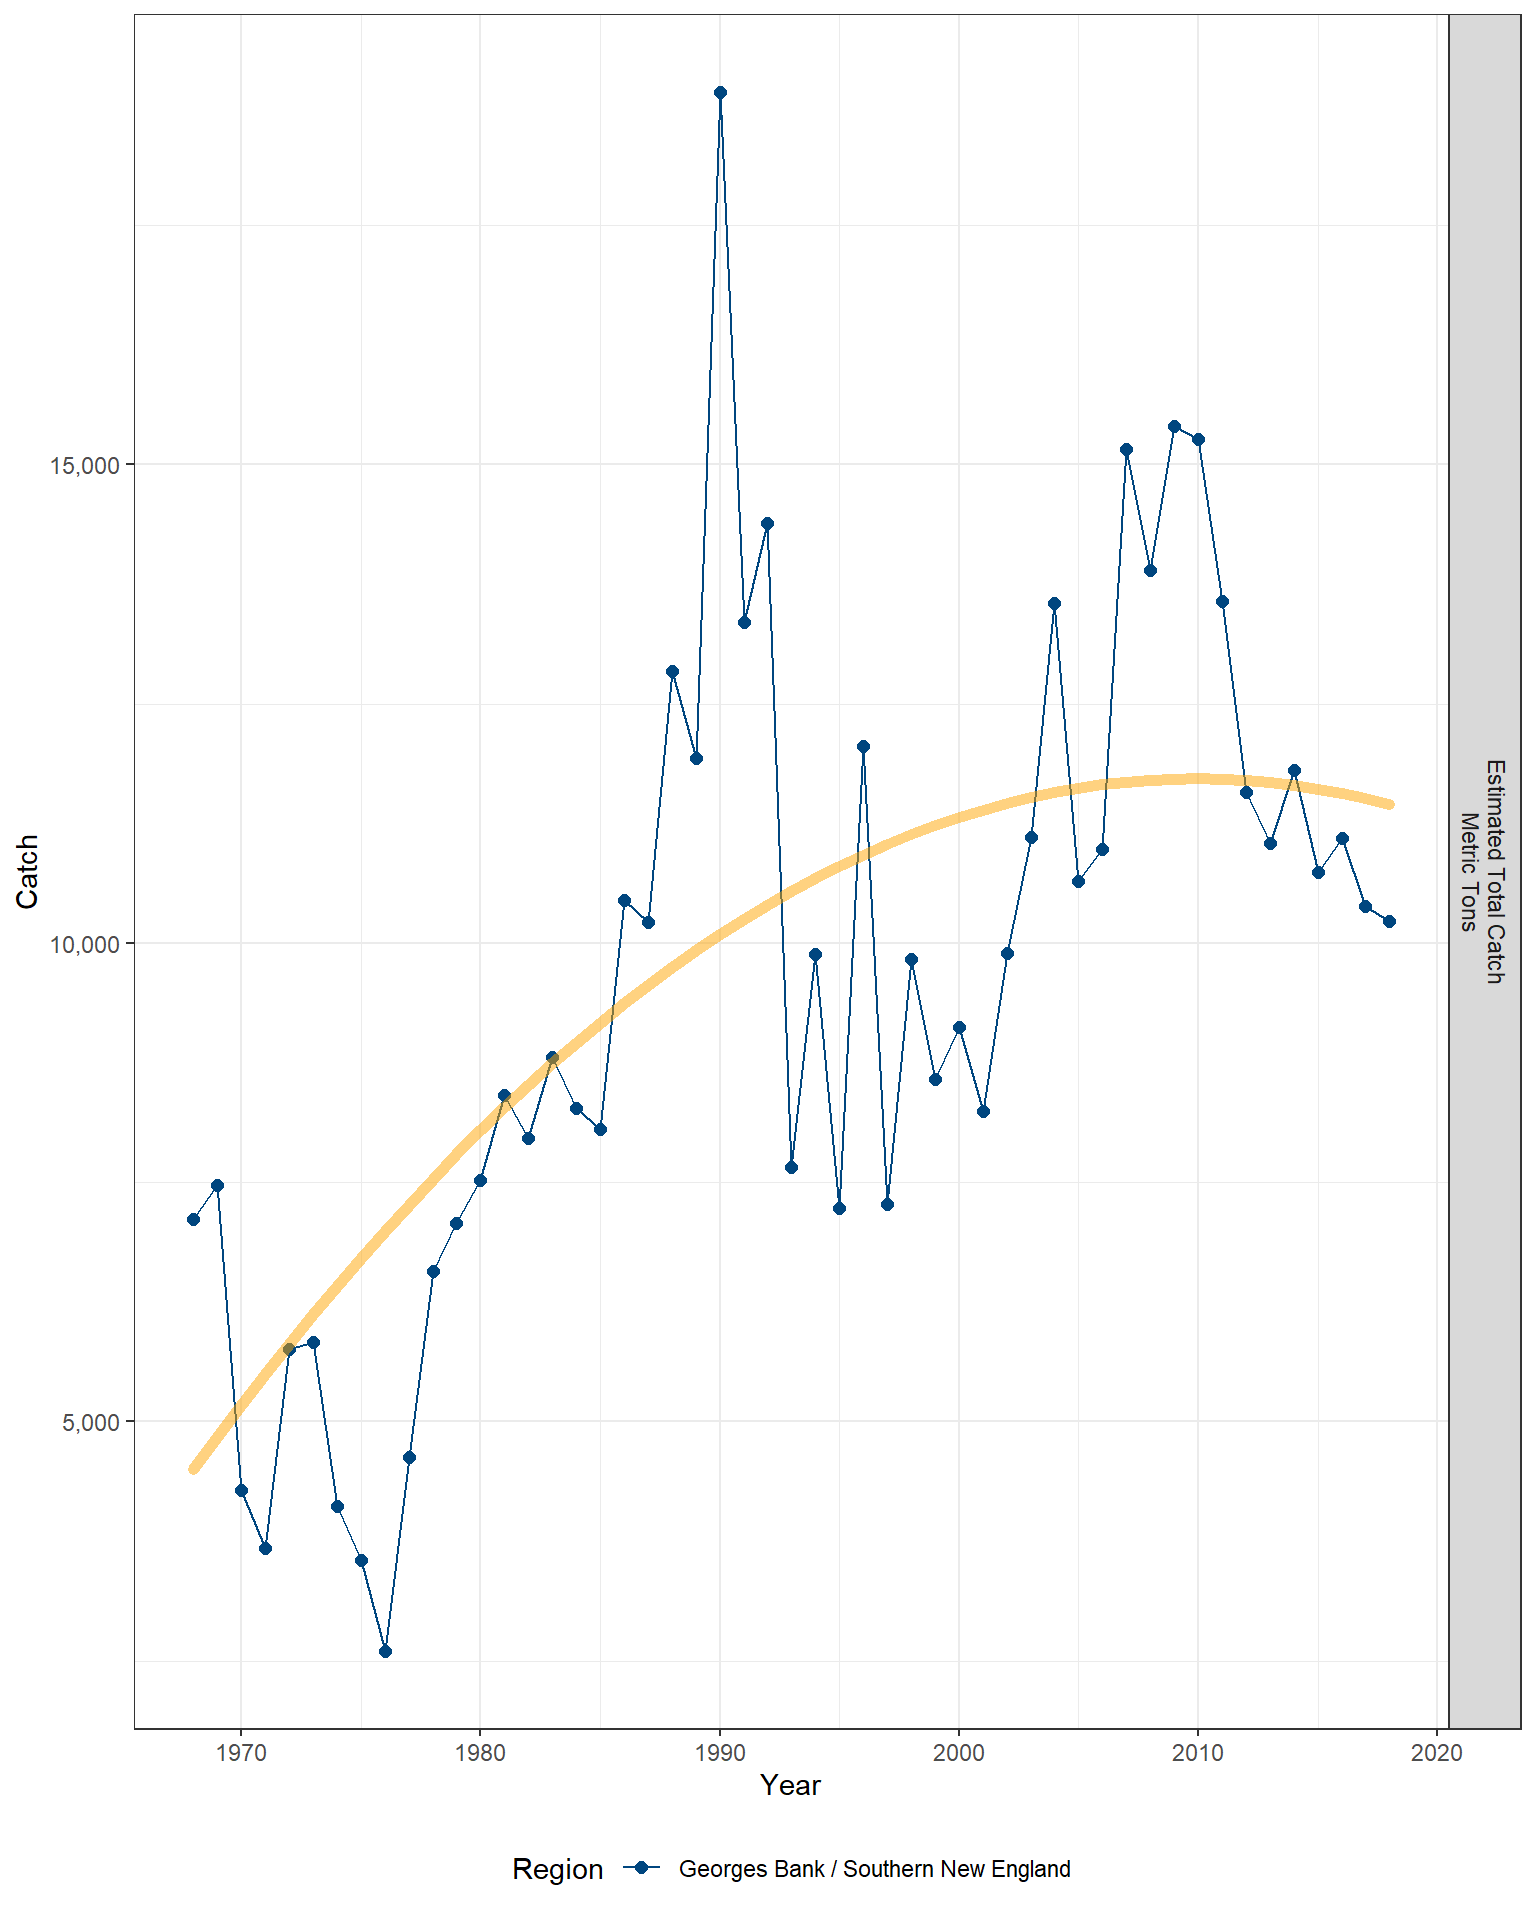 15,000
10,000
5,000
Catch
Estimated Total Catch
Metric Tons
1970
1980
1990
2000
2010
2020
Year
Region
Georges Bank / Southern New England